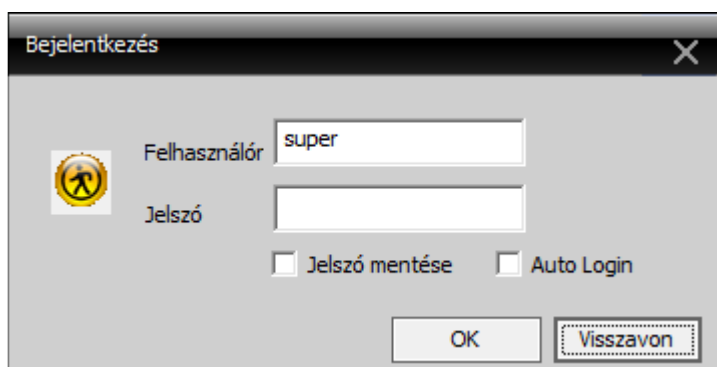 Bejelentkezés
Felhasználór super
Jelszó
Jelszó mentése Auto Login
OK Visszavon